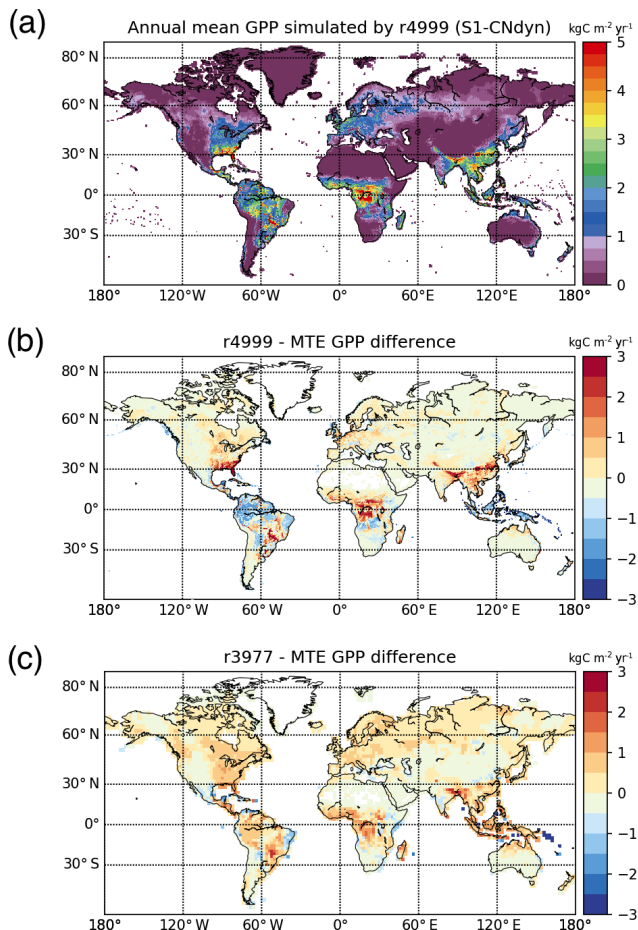 (a)
Annual mean GPP simulated by r4999 (S1-CNdyn)
kgC m⁻² yr⁻¹
80° N
60° N
30° N
0°
30° S
180°
120°W
60°W
0°
60°E
120°E
180°
5
4
3
2
1
0
(b)
r4999 - MTE GPP difference
kgC m⁻² yr⁻¹
80° N
60° N
30° N
0°
30° S
180°
120° W
60° W
0°
60° E
120° E
180°
3
2
1
0
−1
−2
−3
(c)
r3977 - MTE GPP difference
kgC m⁻² yr⁻¹
80° N
60° N
30° N
0°
30° S
180°
120° W
60° W
0°
60° E
120° E
180°
3
2
1
0
−1
−2
−3